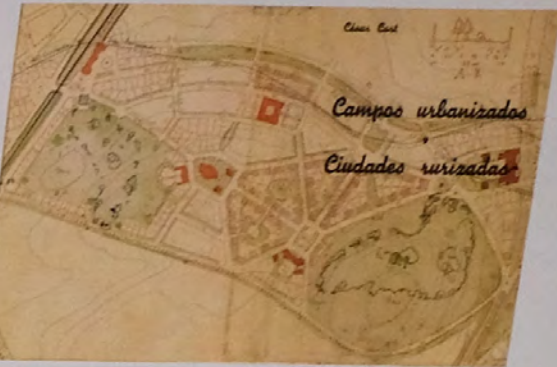 César Cort
A-B
Campos urbanizados
y
Ciudades rurizadas